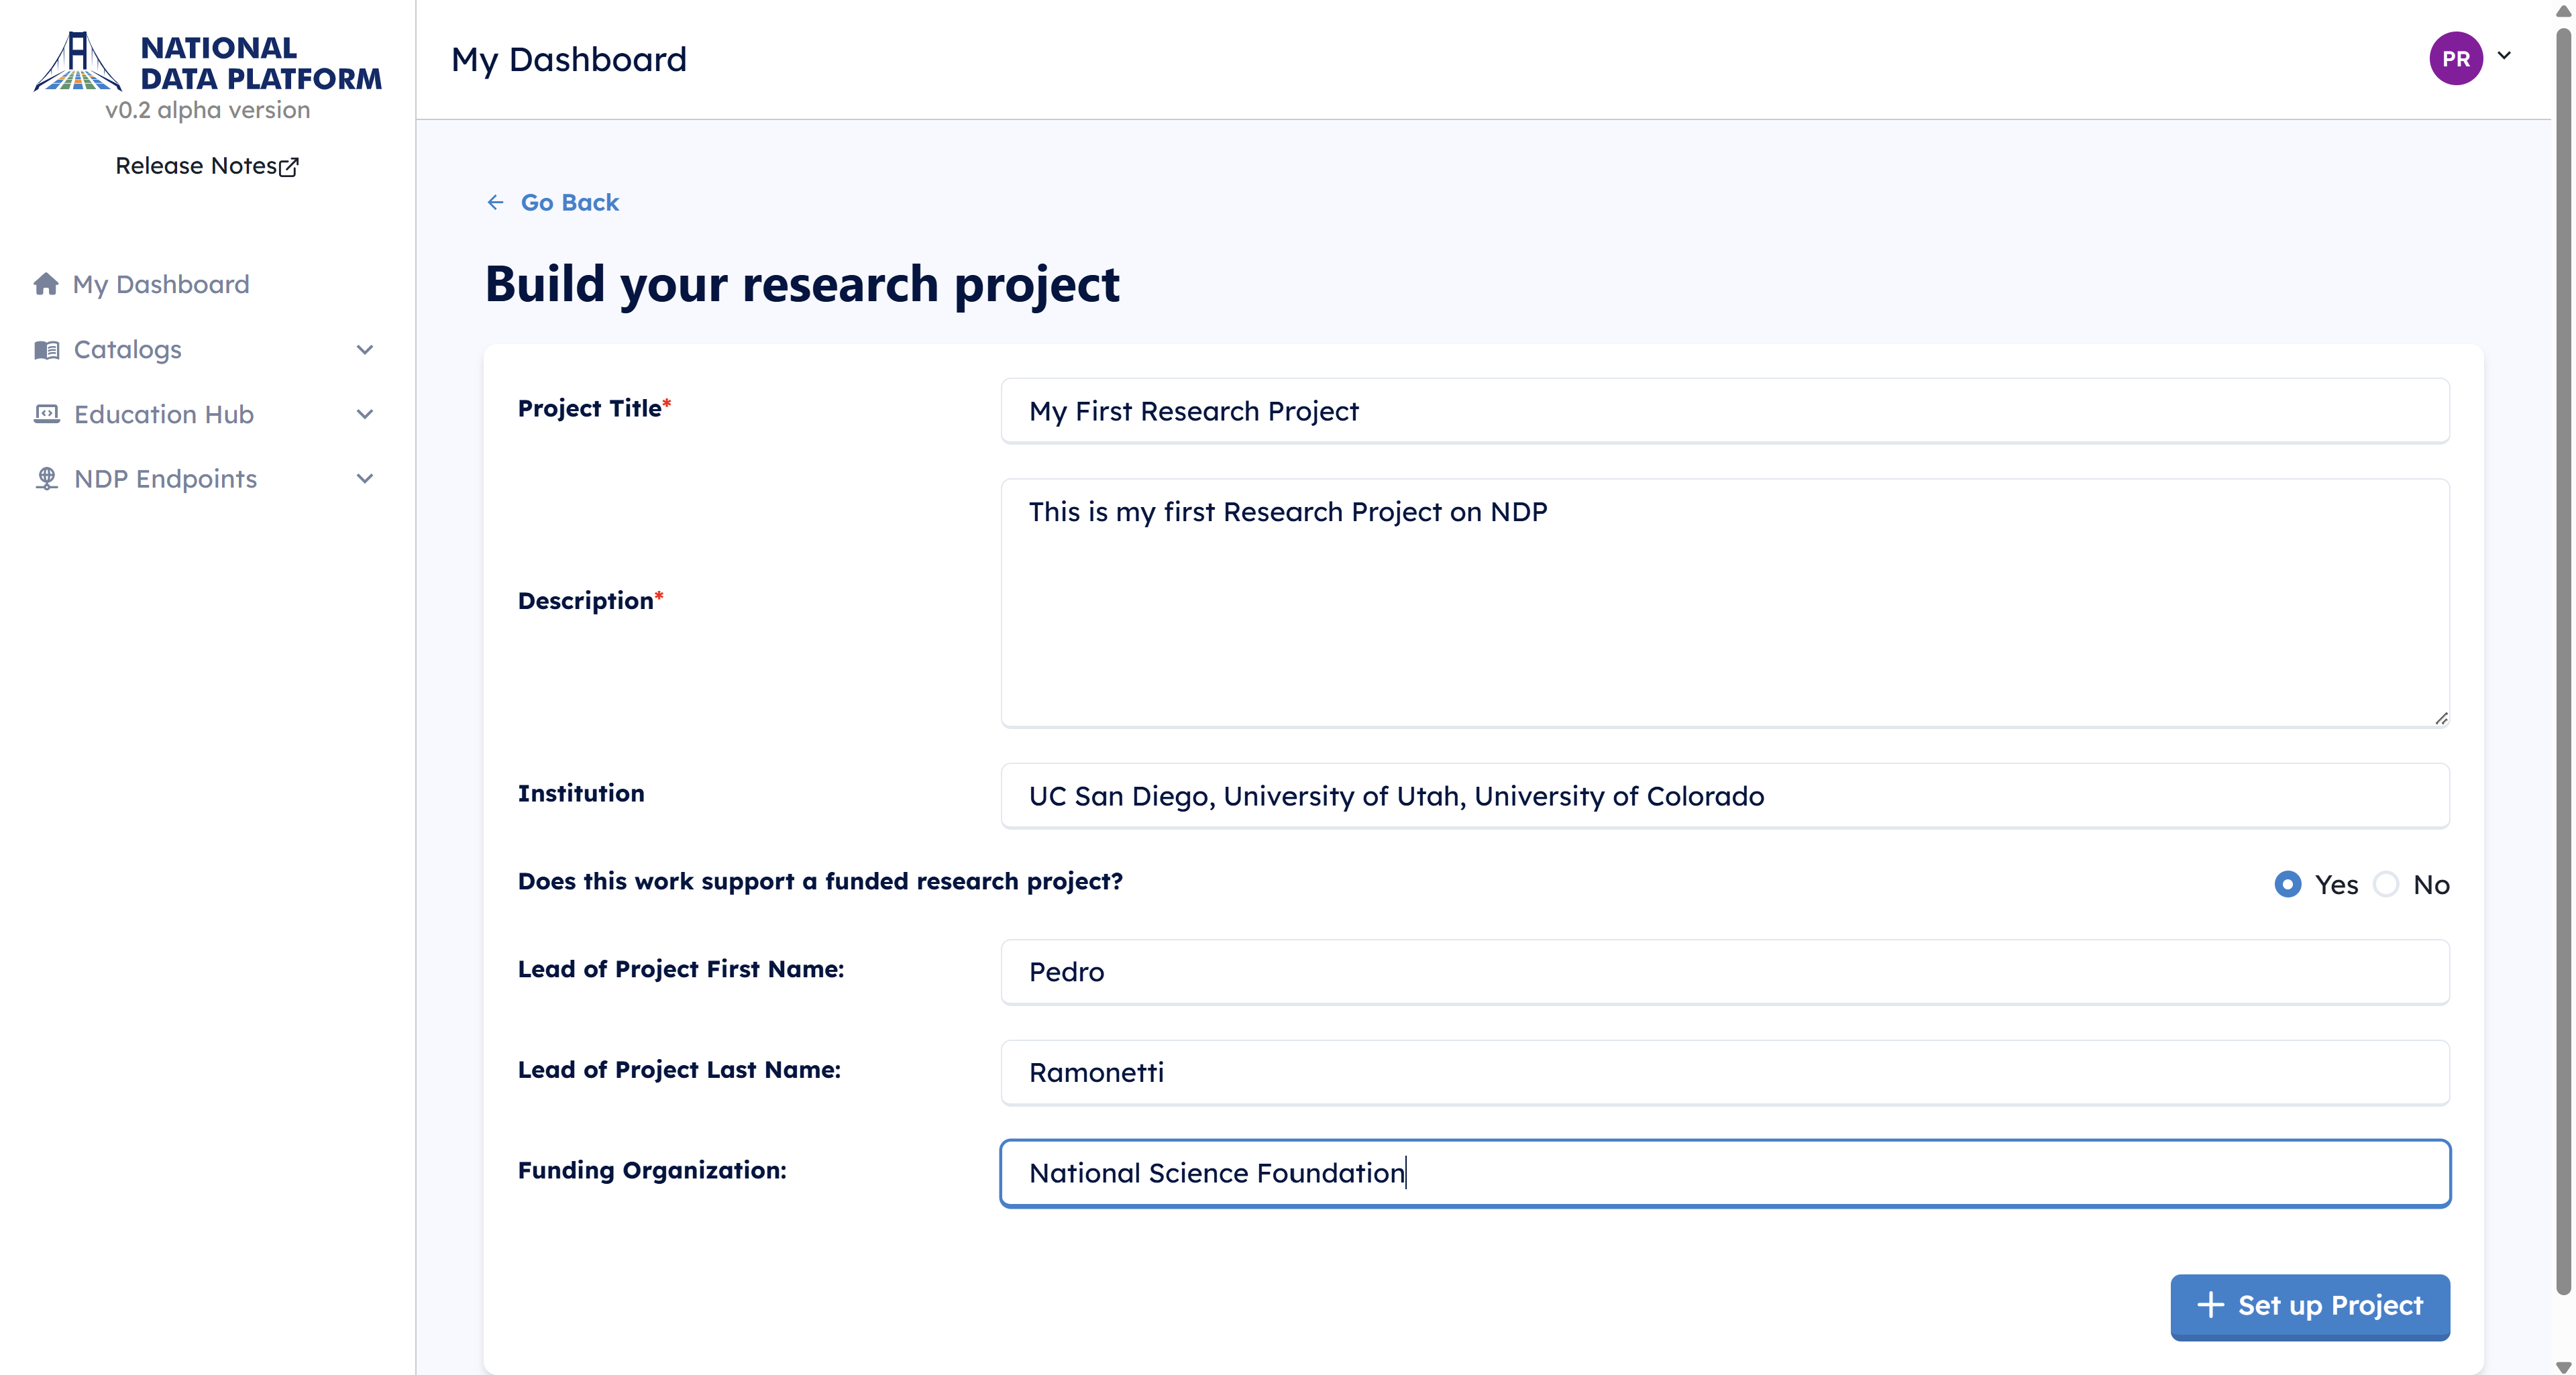 NATIONAL
DATA PLATFORM
v0.2 alpha version
Release Notes
My Dashboard
Catalogs
Education Hub
NDP Endpoints
My Dashboard
PR
Go Back
Build your research project
Project Title*
My First Research Project
Description*
This is my first Research Project on NDP
Institution
UC San Diego, University of Utah, University of Colorado
Does this work support a funded research project?
Yes No
Lead of Project First Name:
Pedro
Lead of Project Last Name:
Ramonetti
Funding Organization:
National Science Foundation
+ Set up Project